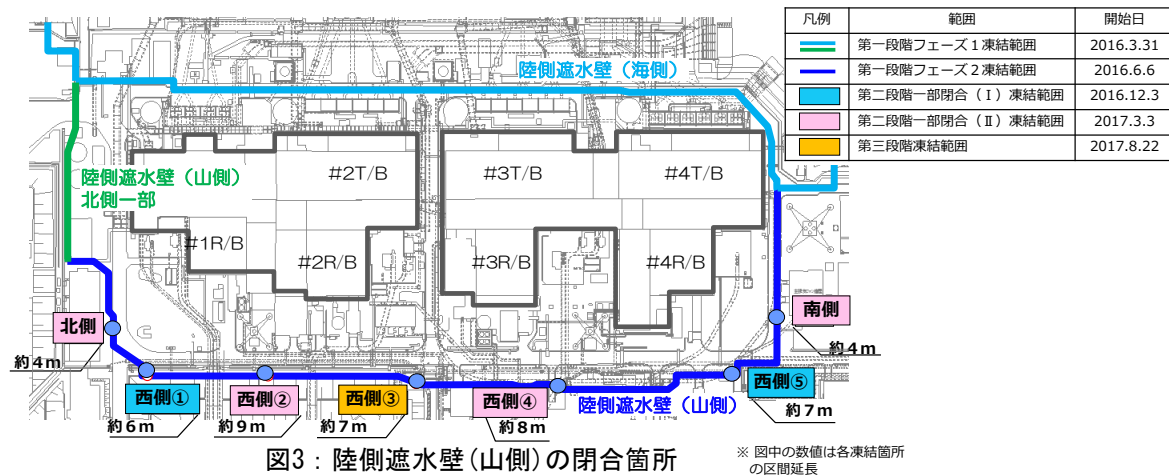 凡例 範囲 開始日
第一段階フェーズ1凍結範囲 2016.3.31
第一段階フェーズ2凍結範囲 2016.6.6
第二段階一部閉合（Ⅰ）凍結範囲 2016.12.3
第二段階一部閉合（Ⅱ）凍結範囲 2017.3.3
第三段階凍結範囲 2017.8.22
陸側遮水壁（海側）
陸側遮水壁（山側）
北側一部
#1R/B
#2T/B
#2R/B
#3T/B
#3R/B
#4T/B
#4R/B
北側
約4m
西側①
約6m
西側②
約9m
西側③
約7m
西側④
約8m
西側⑤
約7m
南側
約4m
陸側遮水壁（山側）
図3：陸側遮水壁(山側)の閉合箇所
※ 図中の数値は各凍結箇所
の区間延長